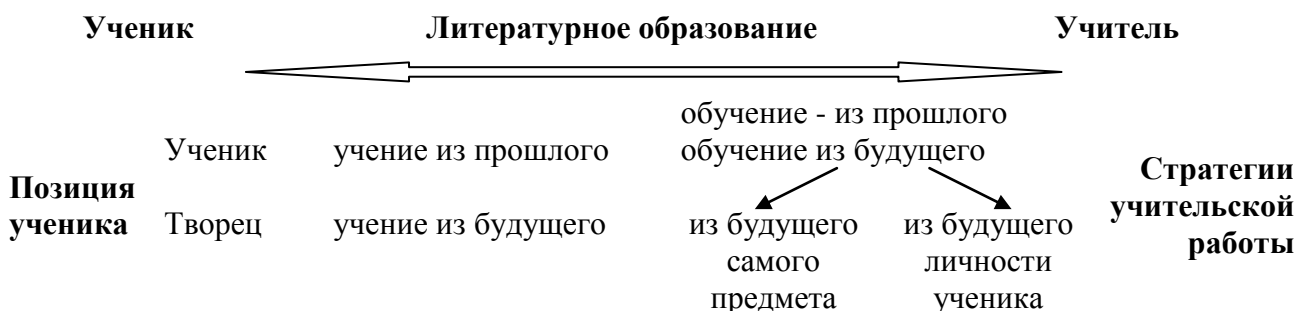 Ученик Литературное образование Учитель
обучение - из прошлого
Ученик учение из прошлого обучение из будущего
Позиция ученика
Творец учение из будущего
из будущего самого предмета
из будущего личности ученика
Стратегии учительской работы